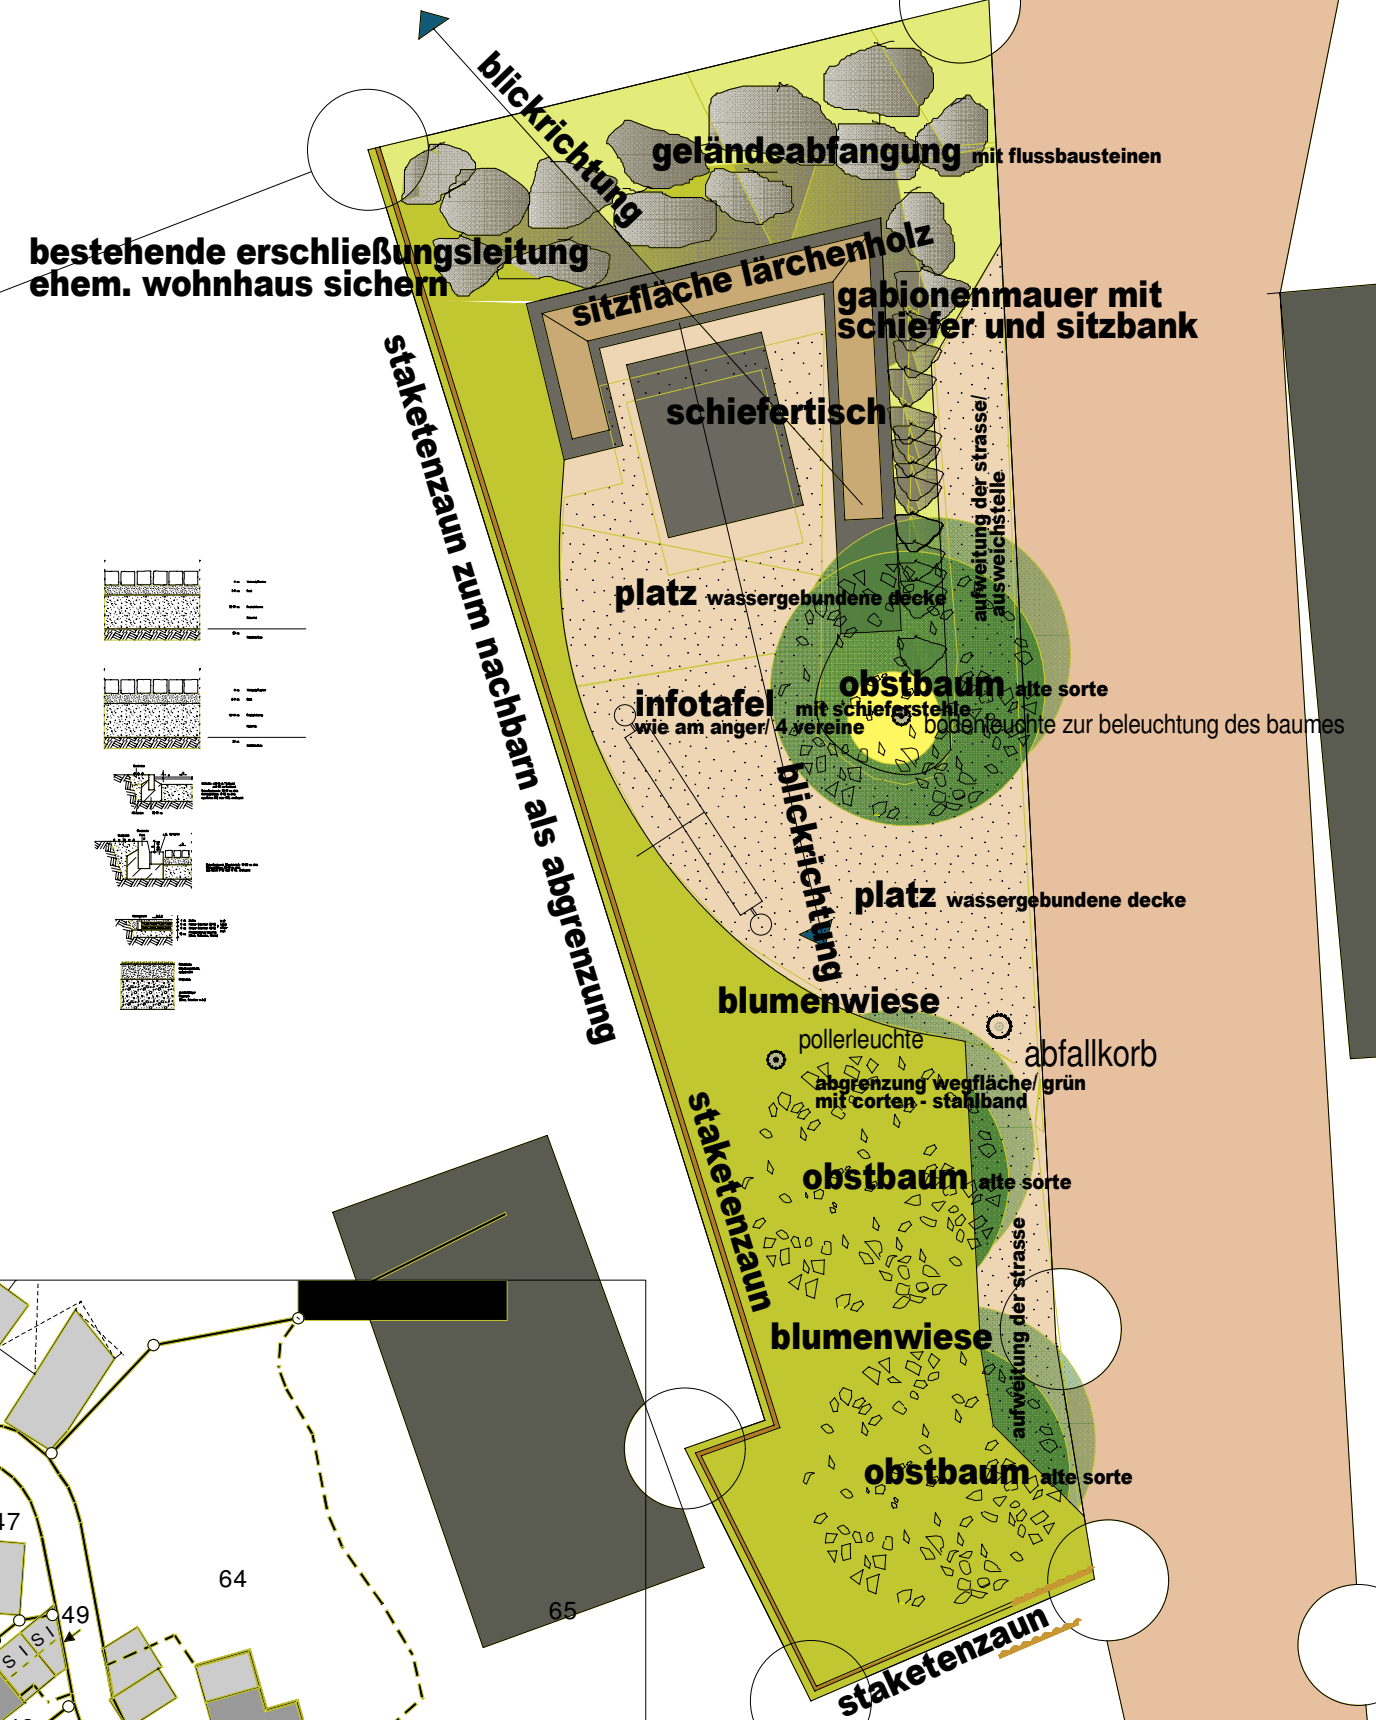 blickrichtung
geländeabfangung mit flussbausteinen
bestehende erschließungsleitung
ehem. wohnhaus sichern
sitzfläche lärchenholz
gabionenmauer mit
schiefer und sitzbank
staketenzaun zum nachbarn als abgrenzung
schiefertisch
aufweitung der strasse/
ausweichstelle
platz wassergebundene decke
obstbaum alte sorte
infotafel mit schieferstehle
wie am anger/ 4 vereine
bodenleuchte zur beleuchtung des baumes
blickrichtung
platz wassergebundene decke
blumenwiese
pollerleuchte
abfallkorb
abgrenzung wegfläche/ grün
mit corten - stahlband
staketenzaun
obstbaum alte sorte
aufweitung der strasse
blumenwiese
obstbaum alte sorte
staketenzaun
47
64
65
49
S I S I